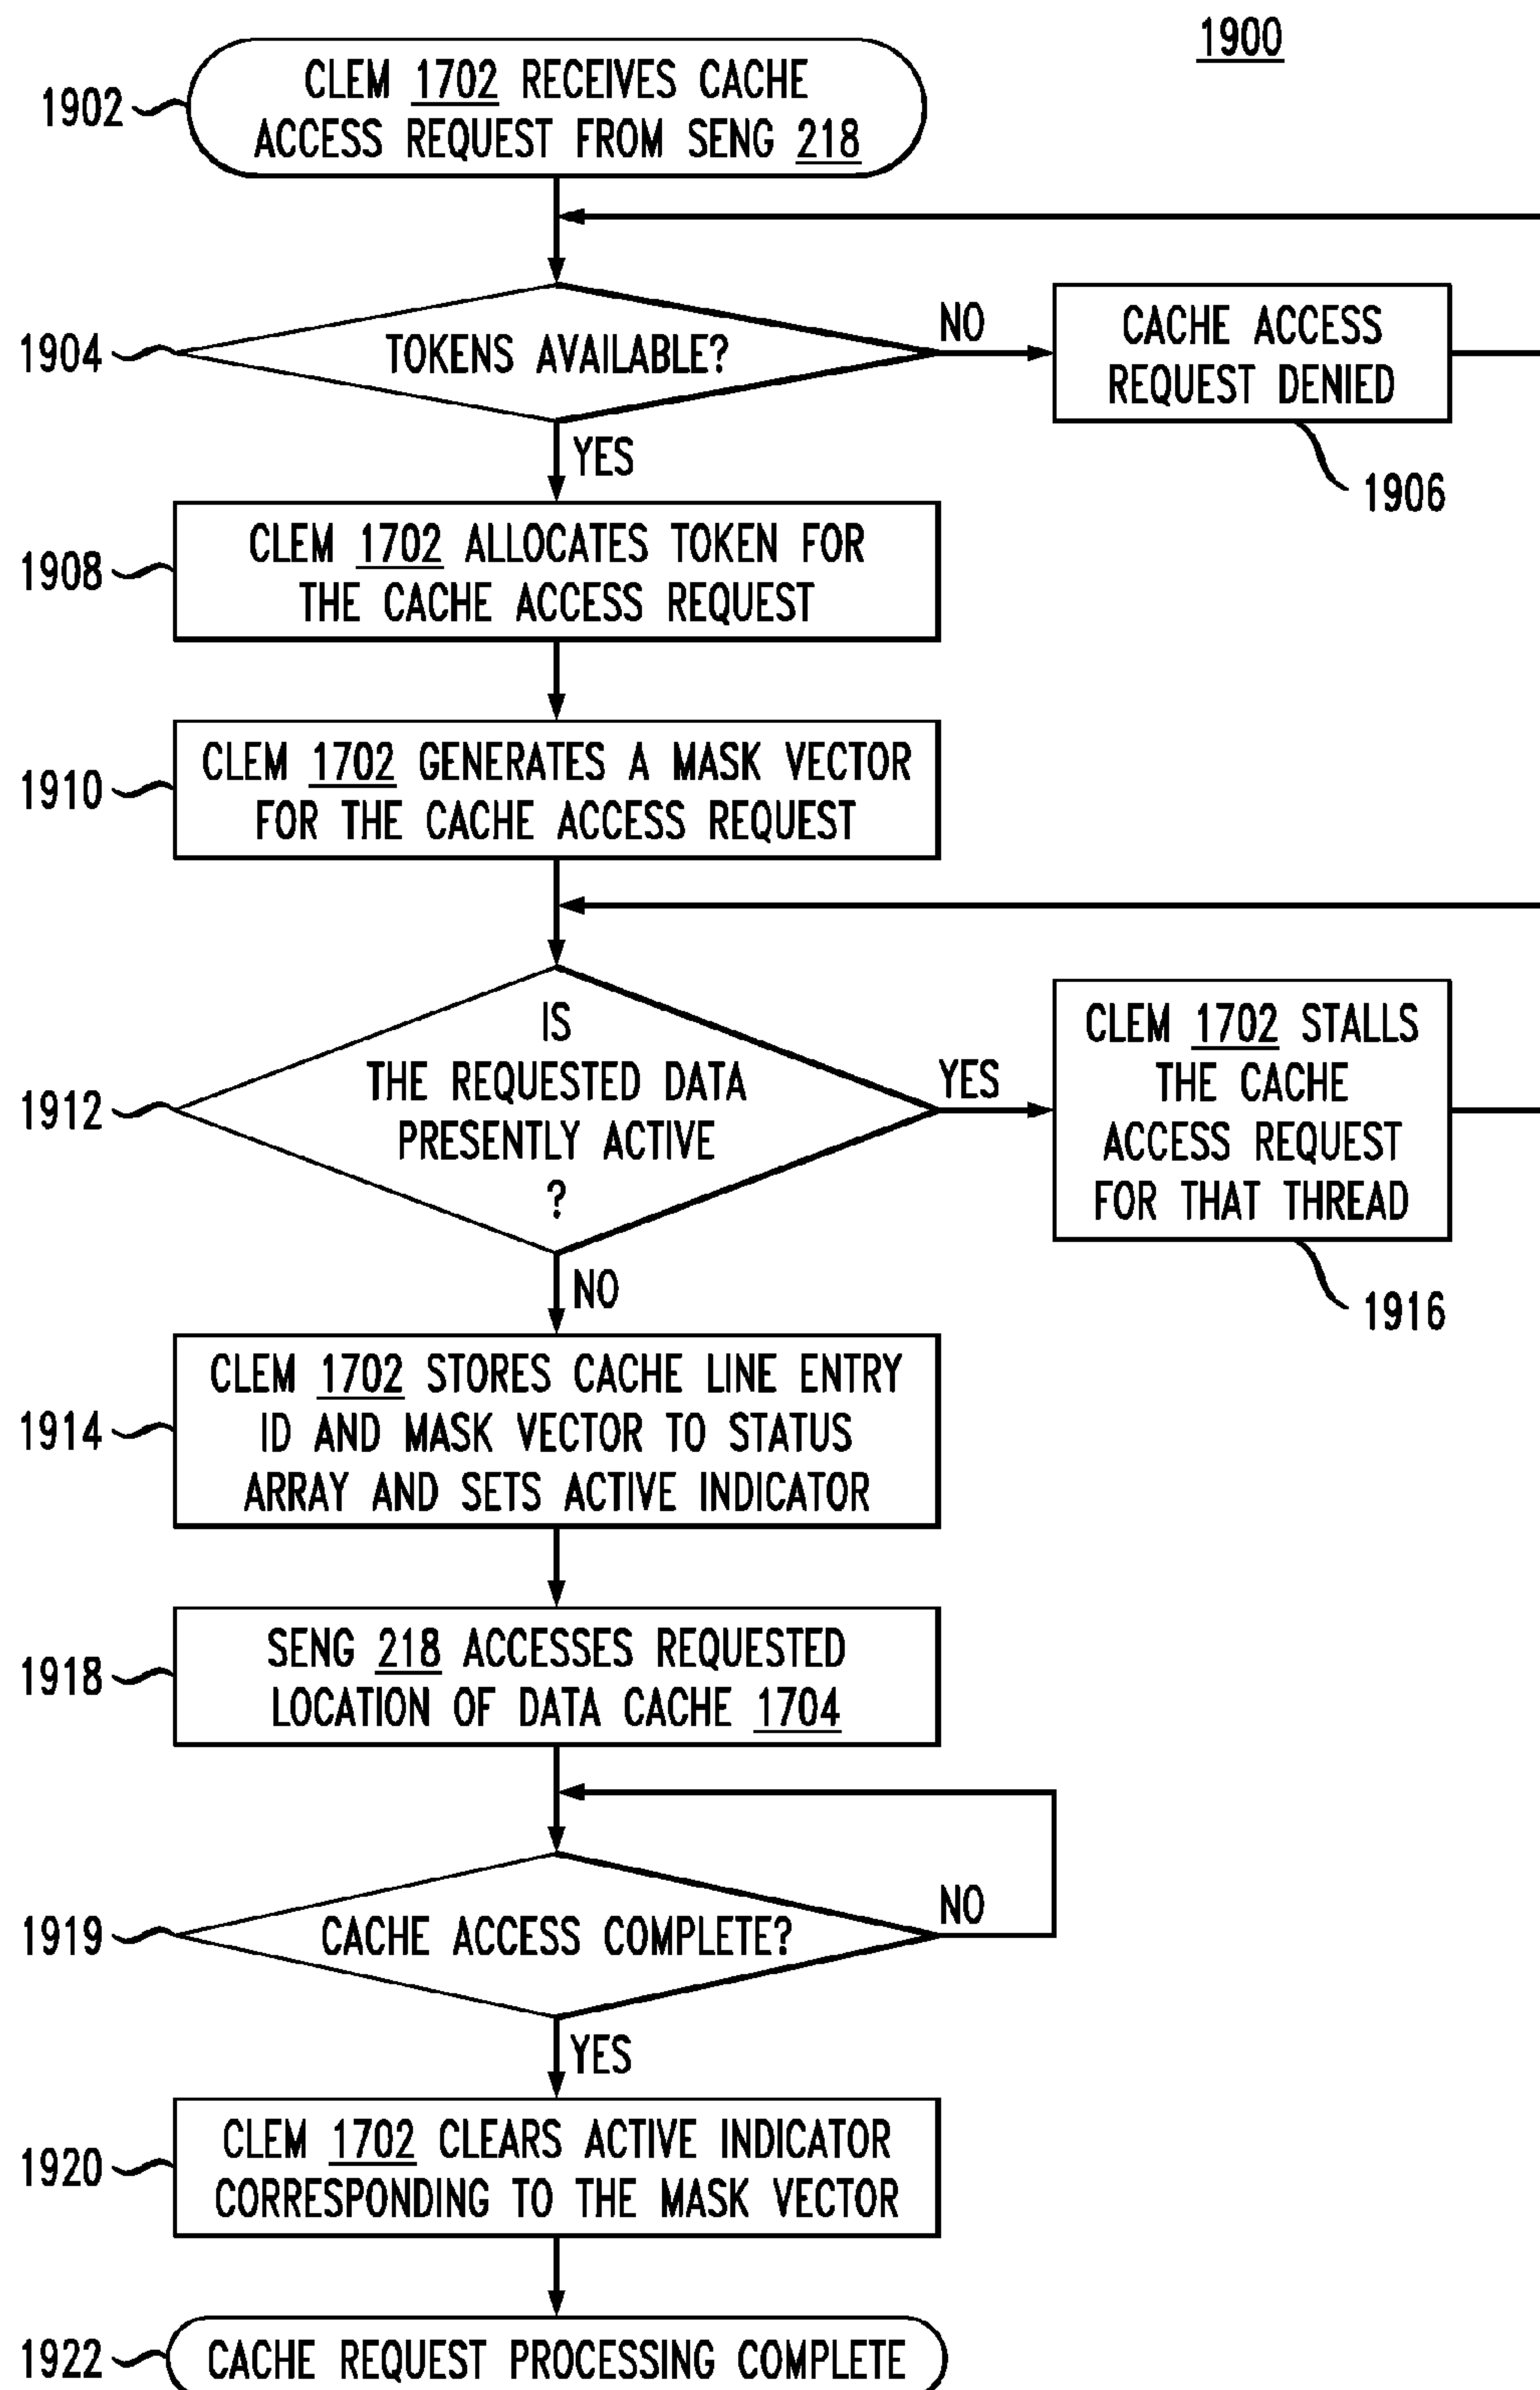 1900
1902
CLEM 1702 RECEIVES CACHE
ACCESS REQUEST FROM SENG 218
1904
TOKENS AVAILABLE?
NO
CACHE ACCESS
REQUEST DENIED
1906
YES
1908
CLEM 1702 ALLOCATES TOKEN FOR
THE CACHE ACCESS REQUEST
1910
CLEM 1702 GENERATES A MASK VECTOR
FOR THE CACHE ACCESS REQUEST
1912
IS
THE REQUESTED DATA
PRESENTLY ACTIVE
?
YES
CLEM 1702 STALLS
THE CACHE
ACCESS REQUEST
FOR THAT THREAD
1916
NO
1914
CLEM 1702 STORES CACHE LINE ENTRY
ID AND MASK VECTOR TO STATUS
ARRAY AND SETS ACTIVE INDICATOR
1918
SENG 218 ACCESSES REQUESTED
LOCATION OF DATA CACHE 1704
1919
CACHE ACCESS COMPLETE?
NO
YES
1920
CLEM 1702 CLEARS ACTIVE INDICATOR
CORRESPONDING TO THE MASK VECTOR
1922
CACHE REQUEST PROCESSING COMPLETE